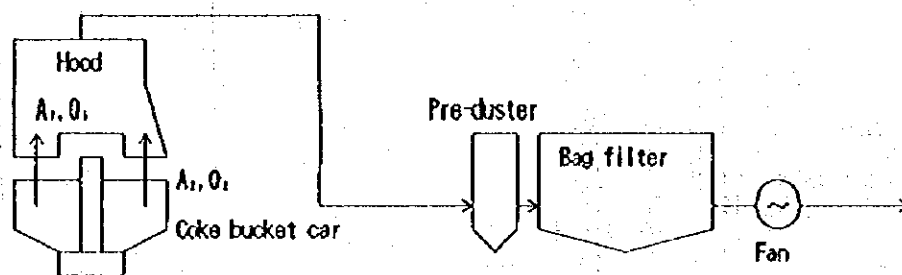 Hood
A₁, Q₁
Pre-duster
Bag filter
A₂, Q₂
Coke bucket car
~
Fan